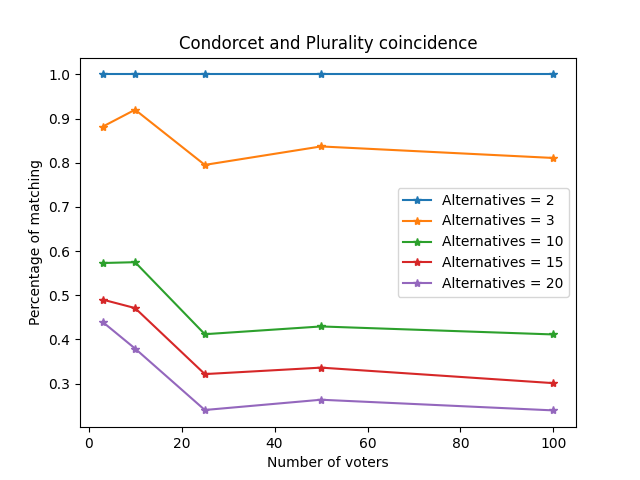 Condorcet and Plurality coincidence
Percentage of matching
1.0
0.9
0.8
0.7
0.6
0.5
0.4
0.3
Alternatives = 2
Alternatives = 3
Alternatives = 10
Alternatives = 15
Alternatives = 20
0 20 40 60 80 100
Number of voters